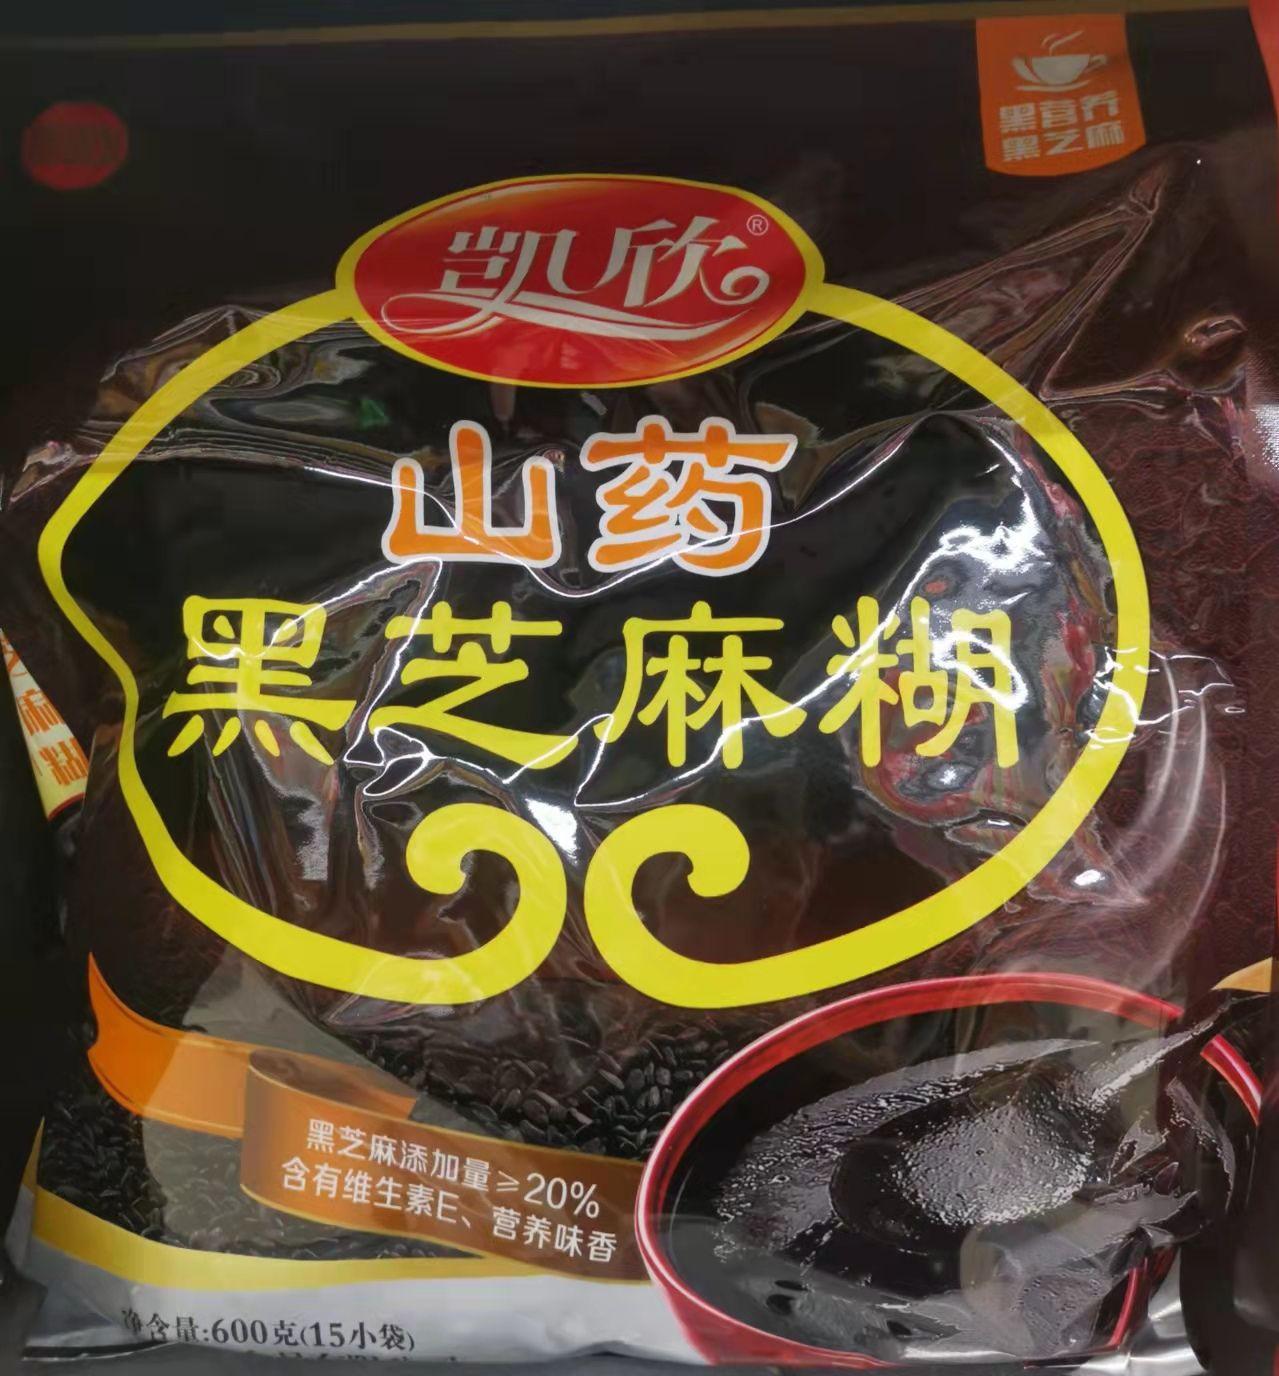 黑营养
黑芝麻
凯欣®
山药
黑芝麻糊
黑芝麻添加量≥20%
含有维生素E、营养味香
净含量:600克(15小袋)